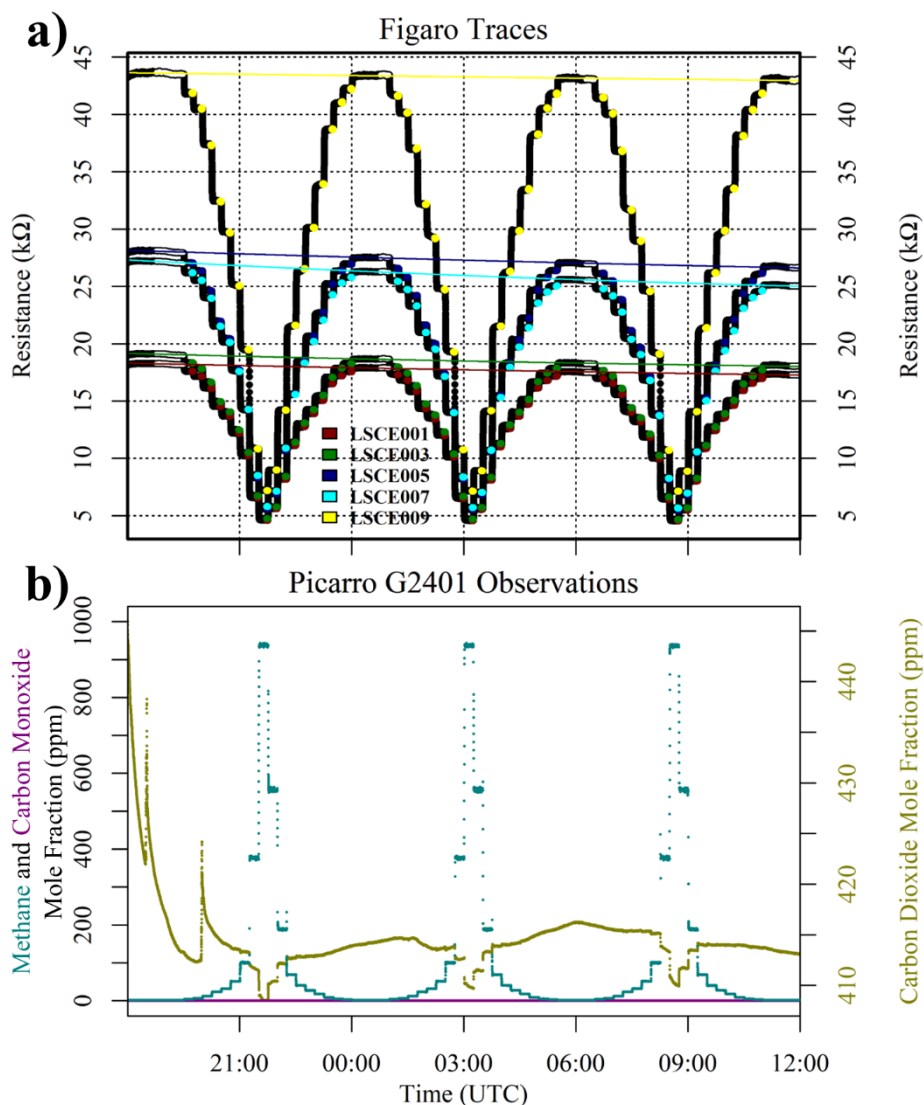 a)
Figaro Traces
45
40
35
30
25
20
15
10
5
Resistance (kΩ)
45
40
35
30
25
20
15
10
5
Resistance (kΩ)
LSCE001
LSCE003
LSCE005
LSCE007
LSCE009
b)
Picarro G2401 Observations
Methane and Carbon Monoxide
Mole Fraction (ppm)
1000
800
600
400
200
0
440
430
420
410
Carbon Dioxide Mole Fraction (ppm)
21:00
00:00
03:00
06:00
09:00
12:00
Time (UTC)